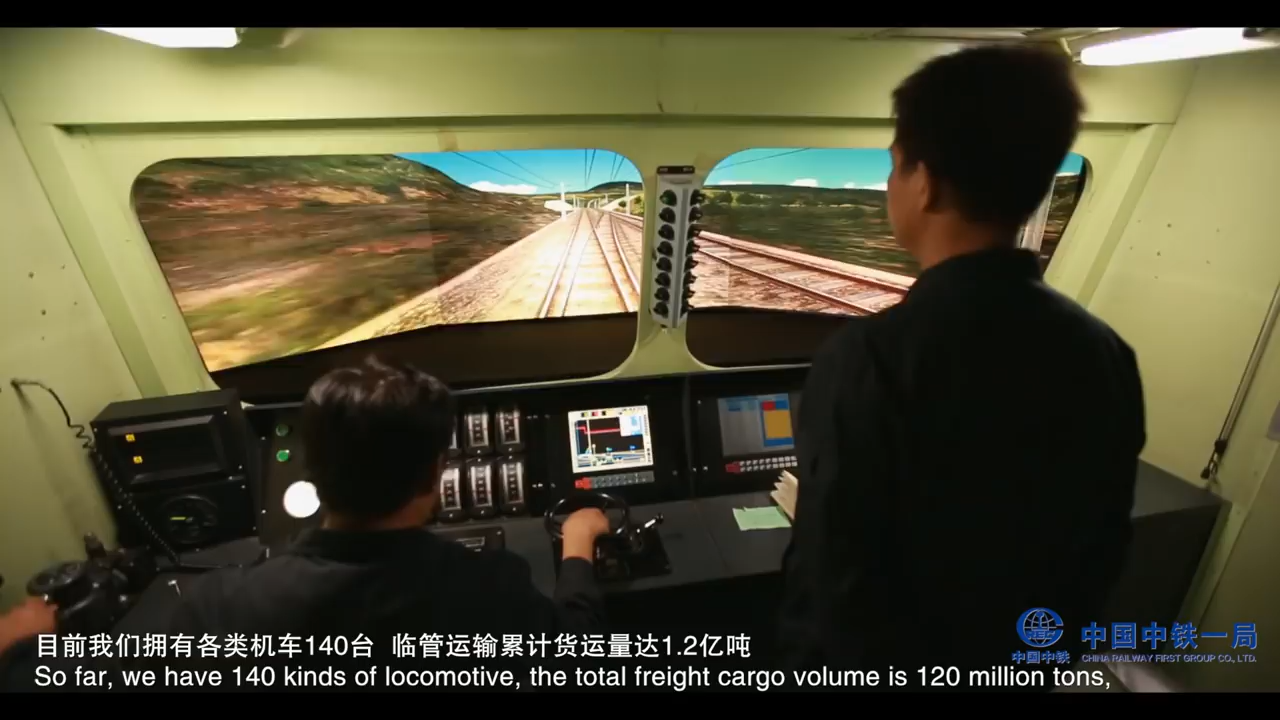 目前我们拥有各类机车140台 临管运输累计货运量达1.2亿吨
So far, we have 140 kinds of locomotive, the total freight cargo volume is 120 million tons,
中国中铁
中国中铁一局
CHINA RAILWAY FIRST GROUP CO., LTD.